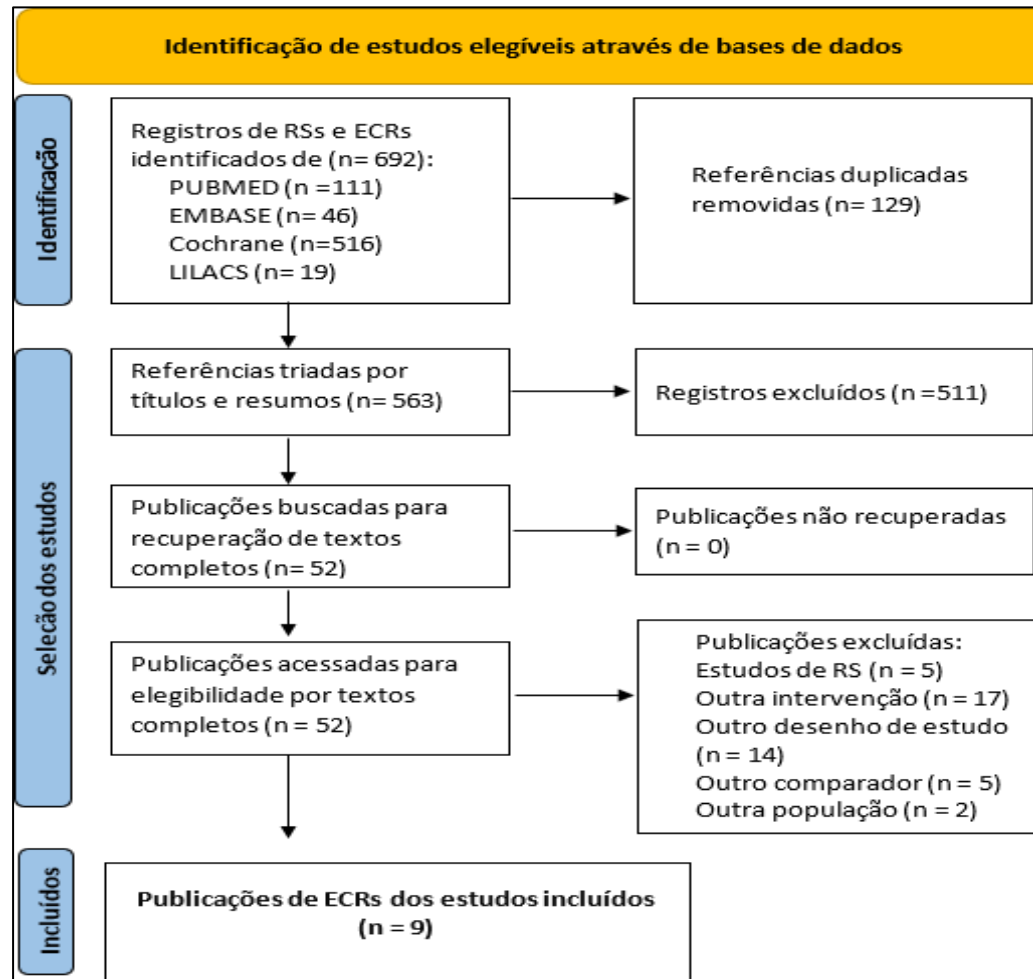 Identificação de estudos elegíveis através de bases de dados
Identificação
Registros de RSs e ECRs
identificados de (n= 692):
PUBMED (n =111)
EMBASE (n= 46)
Cochrane (n=516)
LILACS (n= 19)
Referências duplicadas
removidas (n= 129)
Seleção dos estudos
Referências triadas por
títulos e resumos (n= 563)
Registros excluídos (n =511)
Publicações buscadas para
recuperação de textos
completos (n= 52)
Publicações não recuperadas
(n = 0)
Publicações acessadas para
elegibilidade por textos
completos (n = 52)
Publicações excluídas:
Estudos de RS (n = 5)
Outra intervenção (n = 17)
Outro desenho de estudo
(n = 14)
Outro comparador (n = 5)
Outra população (n = 2)
Incluídos
Publicações de ECRs dos estudos incluídos
(n = 9)